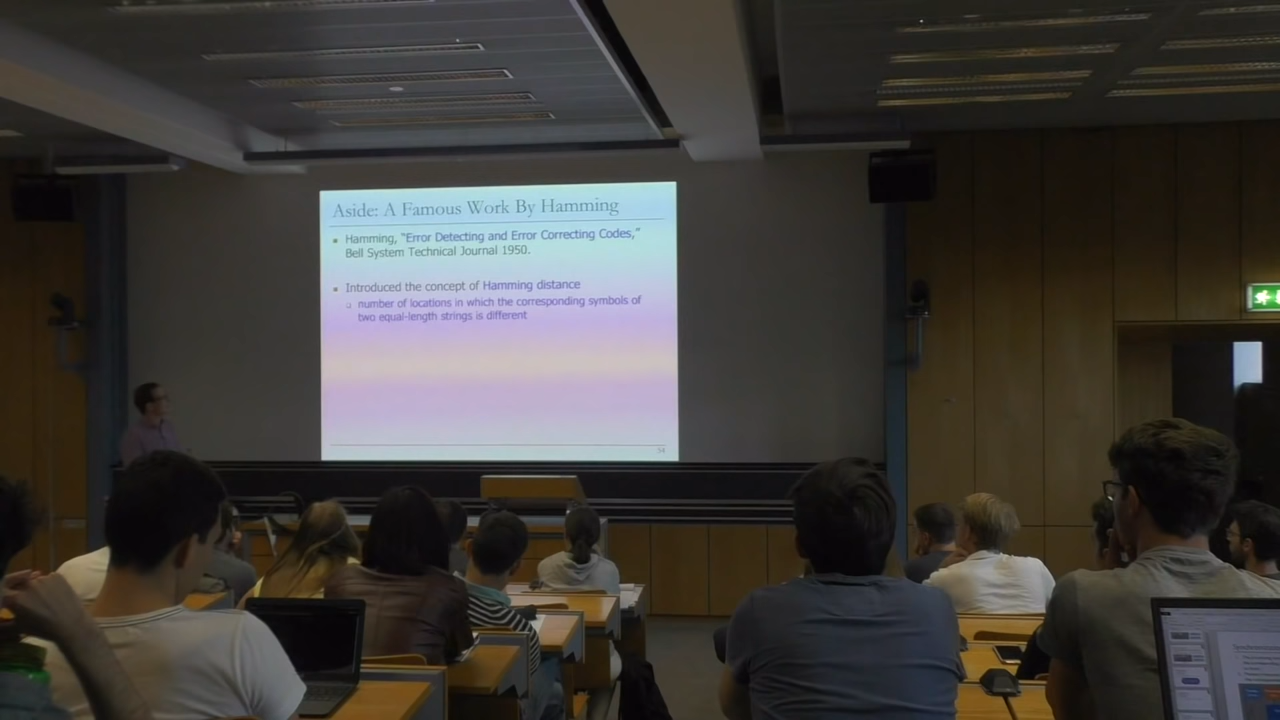 Aside: A Famous Work By Hamming
Hamming, “Error Detecting and Error Correcting Codes,”
Bell System Technical Journal 1950.
Introduced the concept of Hamming distance
number of locations in which the corresponding symbols of
two equal-length strings is different
54